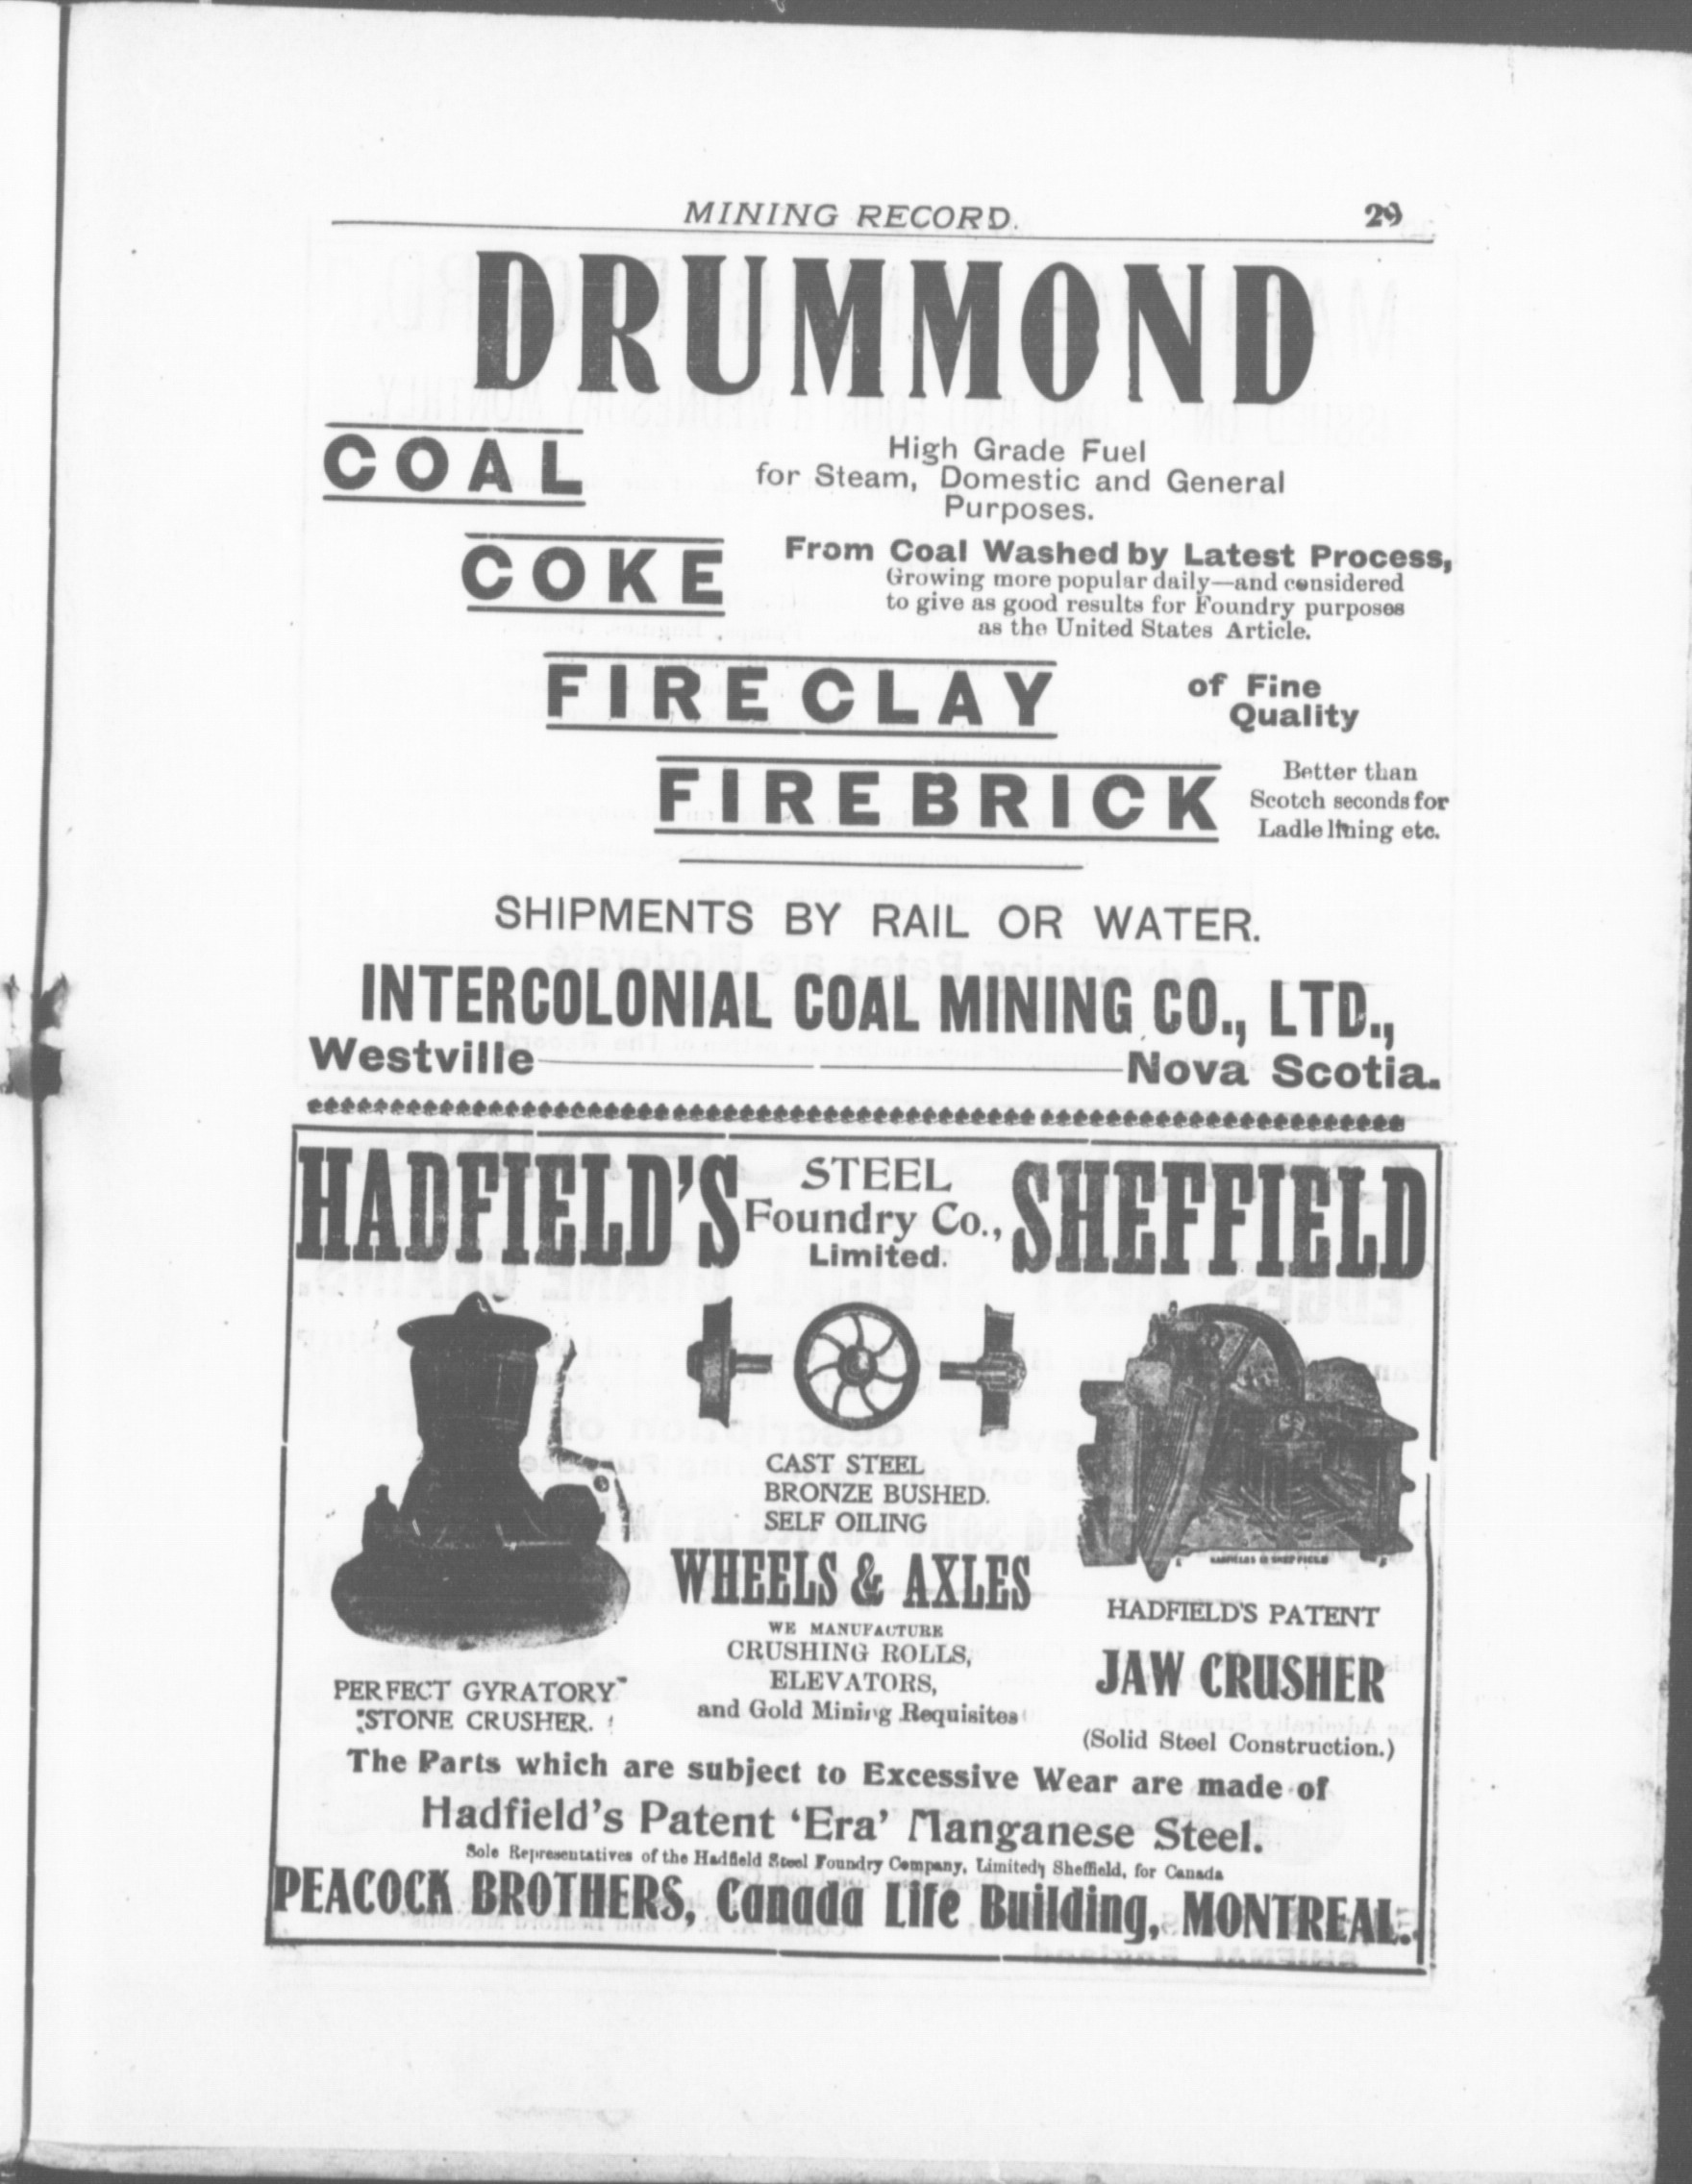 MINING RECORD.
29
DRUMMOND
COAL
High Grade Fuel
for Steam, Domestic and General
Purposes.
COKE
From Coal Washed by Latest Process,
Growing more popular daily—and considered
to give as good results for Foundry purposes
as the United States Article.
FIRECLAY
of Fine
Quality
FIREBRICK
Better than
Scotch seconds for
Ladle lining etc.
SHIPMENTS BY RAIL OR WATER.
INTERCOLONIAL COAL MINING CO., LTD.,
Westville
Nova Scotia.
HADFIELD'S
STEEL
Foundry Co.,
Limited.
SHEFFIELD
CAST STEEL
BRONZE BUSHED.
SELF OILING
WHEELS & AXLES
WE MANUFACTURE
CRUSHING ROLLS,
ELEVATORS,
and Gold Mining Requisites
PERFECT GYRATORY
STONE CRUSHER.
HADFIELDS SHEFFIELD
HADFIELD'S PATENT
JAW CRUSHER
(Solid Steel Construction.)
The Parts which are subject to Excessive Wear are made of
Hadfield's Patent 'Era' Manganese Steel.
Sole Representatives of the Hadfield Steel Foundry Company, Limited, Sheffield, for Canada
PEACOCK BROTHERS, Canada Life Building, MONTREAL.